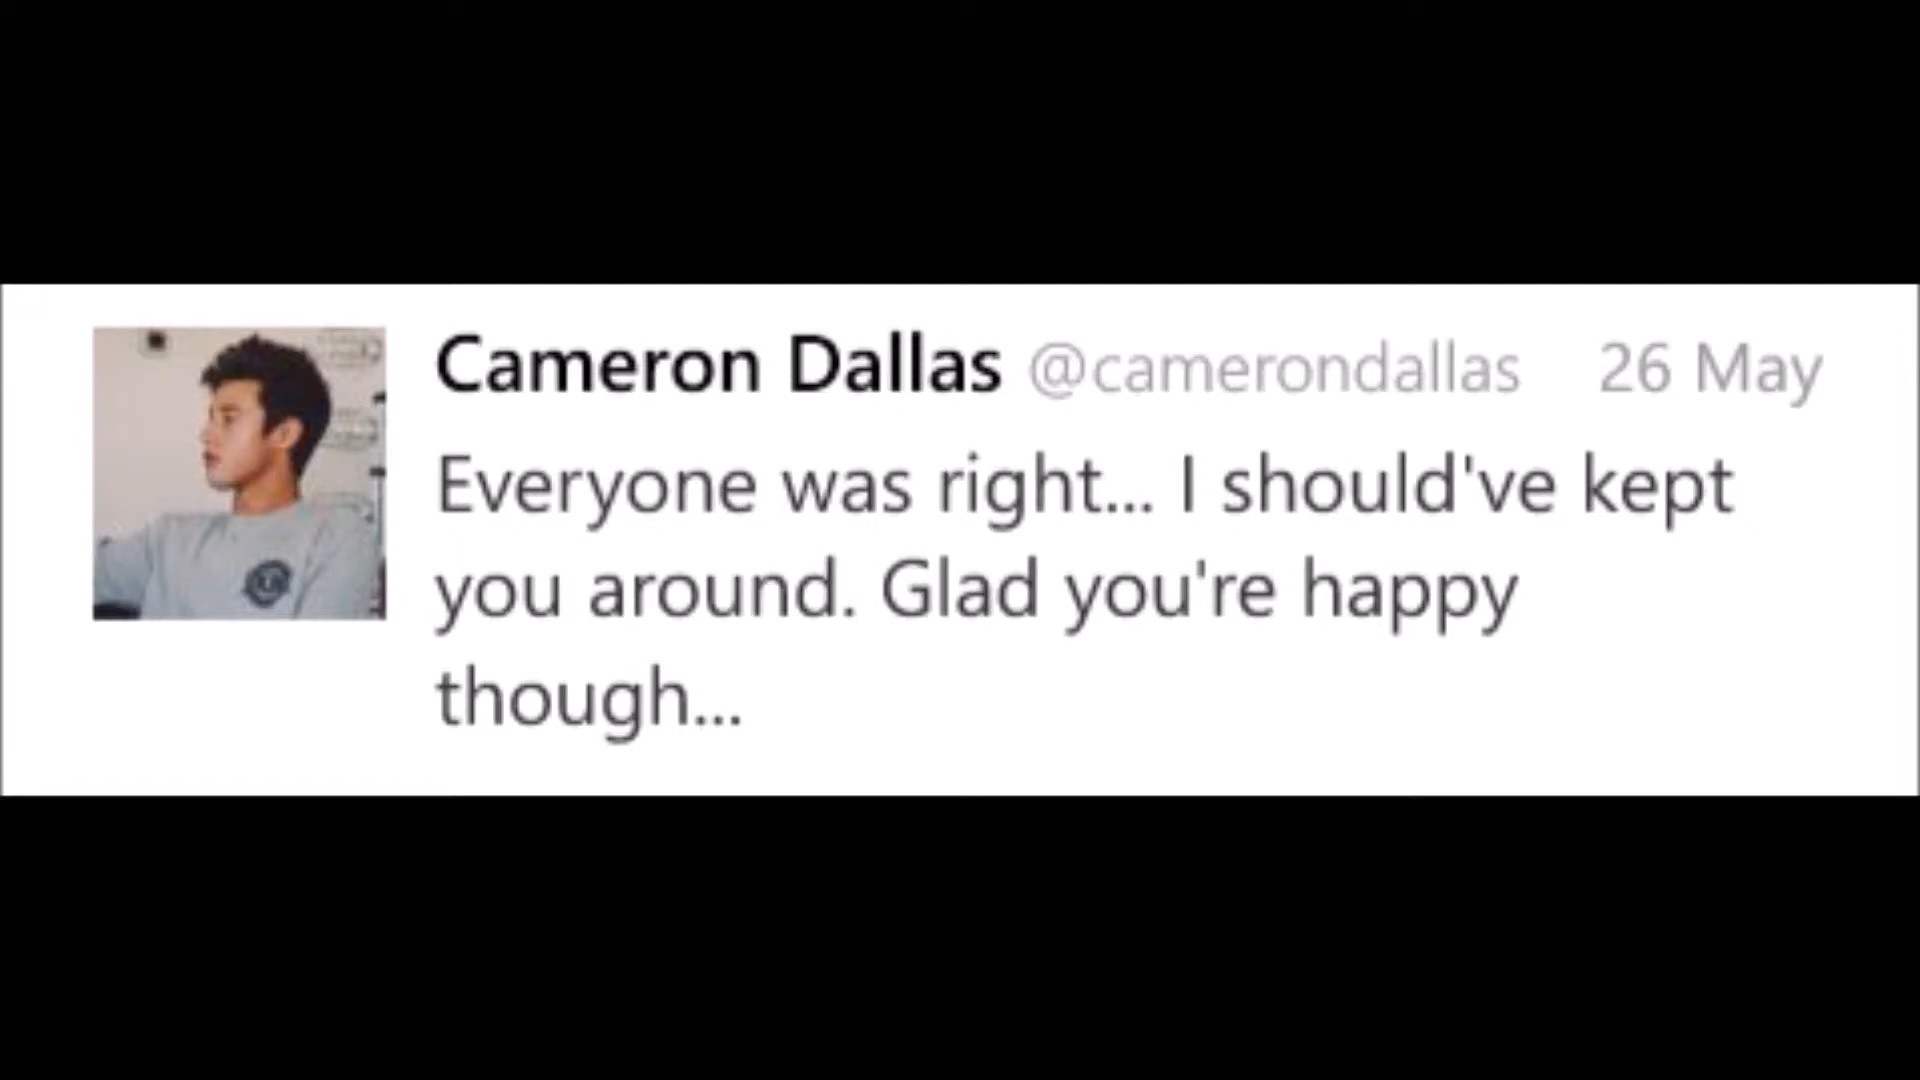 Cameron Dallas @camerondallas 26 May
Everyone was right... I should've kept
you around. Glad you're happy
though...